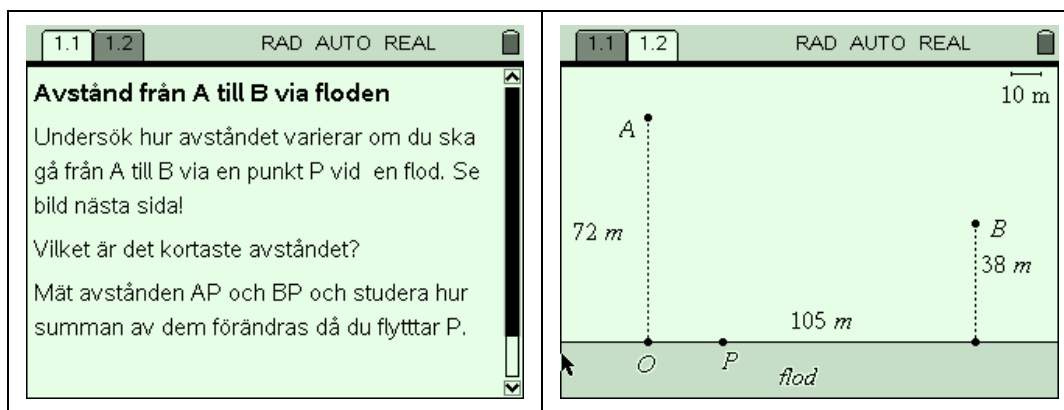 1.1 1.2 RAD AUTO REAL
Avstånd från A till B via floden
Undersök hur avståndet varierar om du ska
gå från A till B via en punkt P vid en flod. Se
bild nästa sida!
Vilket är det kortaste avståndet?
Mät avstånden AP och BP och studera hur
summan av dem förändras då du flytttar P.
1.1 1.2 RAD AUTO REAL
10 m
A
72 m
B
38 m
105 m
O
P
flod